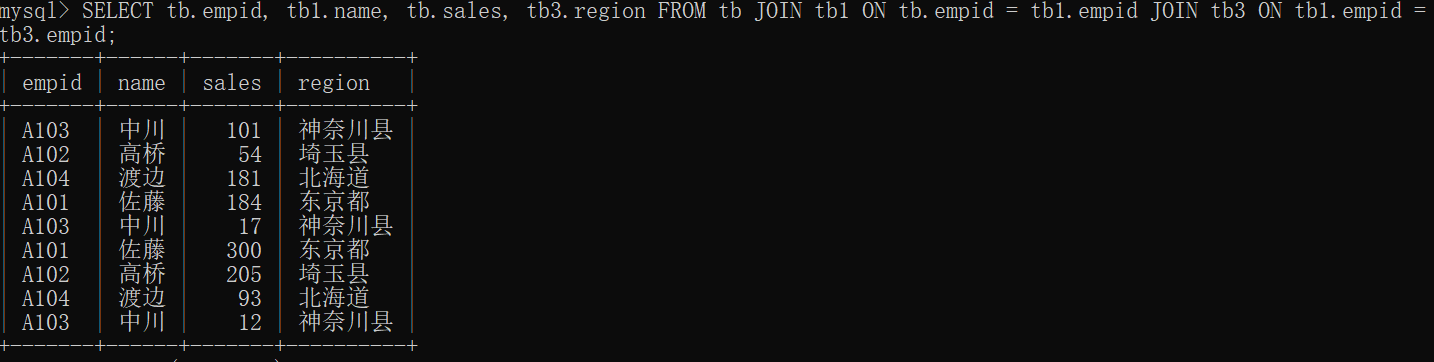 mysql> SELECT tb.empid, tb1.name, tb.sales, tb3.region FROM tb JOIN tb1 ON tb.empid = tb1.empid JOIN tb3 ON tb1.empid =
tb3.empid;
+-------+------+-------+----------+
| empid | name | sales | region   |
+-------+------+-------+----------+
| A103  | 中川 |   101 | 神奈川县 |
| A102  | 高桥 |    54 | 埼玉县   |
| A104  | 渡边 |   181 | 北海道   |
| A101  | 佐藤 |   184 | 东京都   |
| A103  | 中川 |    17 | 神奈川县 |
| A101  | 佐藤 |   300 | 东京都   |
| A102  | 高桥 |   205 | 埼玉县   |
| A104  | 渡边 |    93 | 北海道   |
| A103  | 中川 |    12 | 神奈川县 |
+-------+------+-------+----------+